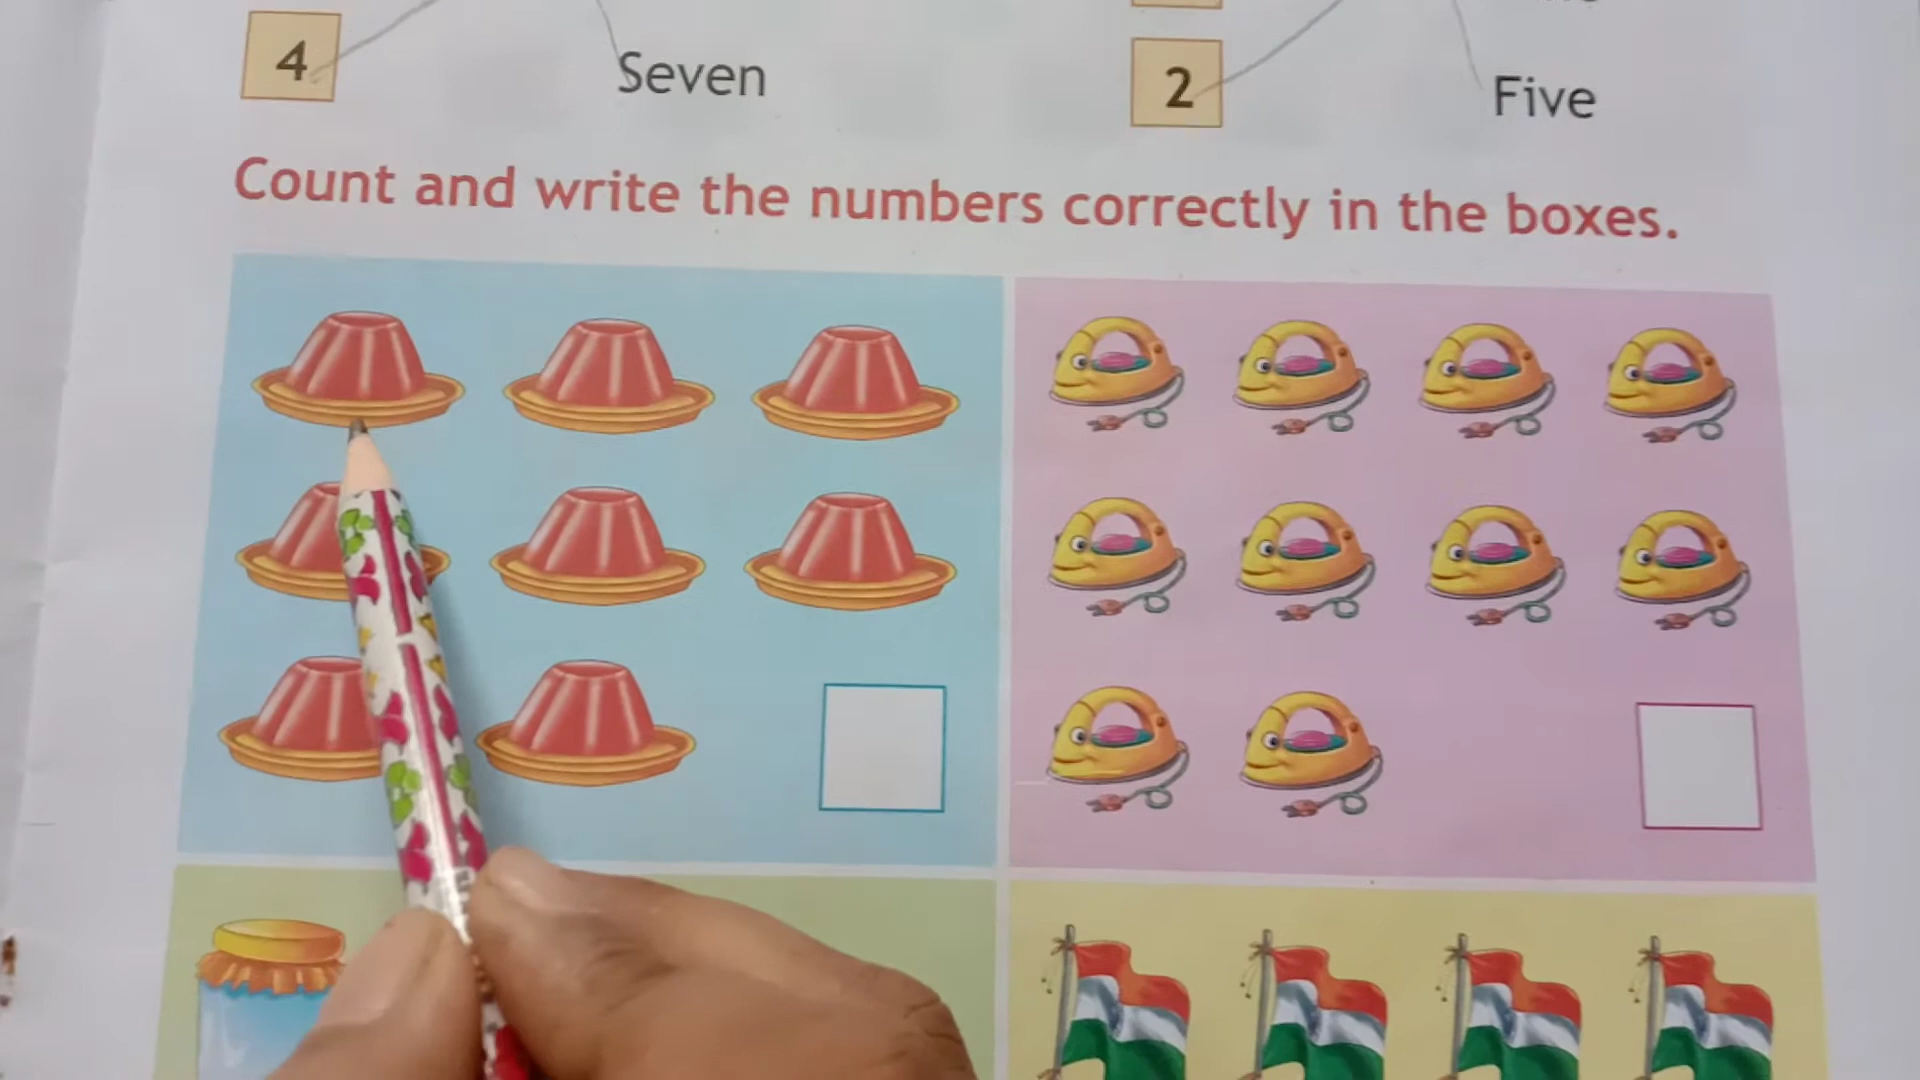 4 Seven 2 Five
Count and write the numbers correctly in the boxes.